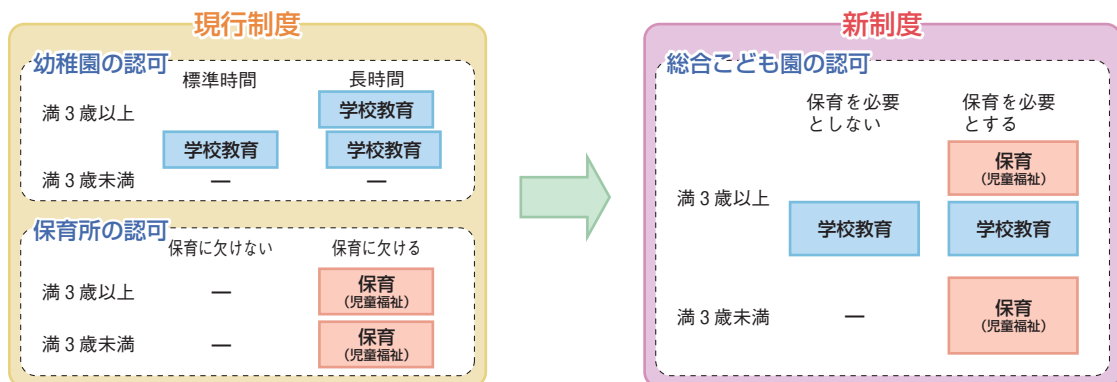 現行制度
幼稚園の認可
標準時間 長時間
満3歳以上
学校教育
学校教育 学校教育
満3歳未満 ― ―
保育所の認可
保育に欠けない 保育に欠ける
満3歳以上 ― 保育
(児童福祉)
満3歳未満 ― 保育
(児童福祉)
新制度
総合こども園の認可
保育を必要
としない
保育を必要
とする
満3歳以上
保育
(児童福祉)
学校教育 学校教育
満3歳未満 ― 保育
(児童福祉)